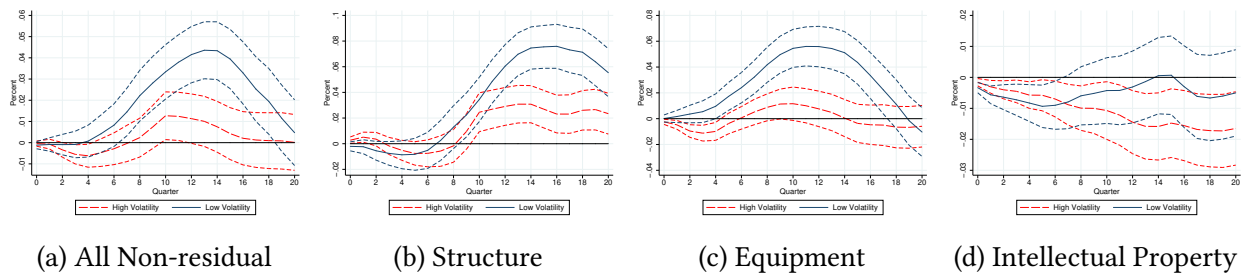 .06
.05
.04
.03
.02
.01
0
-.01
Percent
0 2 4 6 8 10 12 14 16 18 20
Quarter
High Volatility Low Volatility
(a) All Non-residual
.1
.08
.06
.04
.02
0
-.02
Percent
0 2 4 6 8 10 12 14 16 18 20
Quarter
High Volatility Low Volatility
(b) Structure
.08
.06
.04
.02
0
-.02
-.04
Percent
0 2 4 6 8 10 12 14 16 18 20
Quarter
High Volatility Low Volatility
(c) Equipment
.02
.01
0
-.01
-.02
-.03
Percent
0 2 4 6 8 10 12 14 16 18 20
Quarter
High Volatility Low Volatility
(d) Intellectual Property